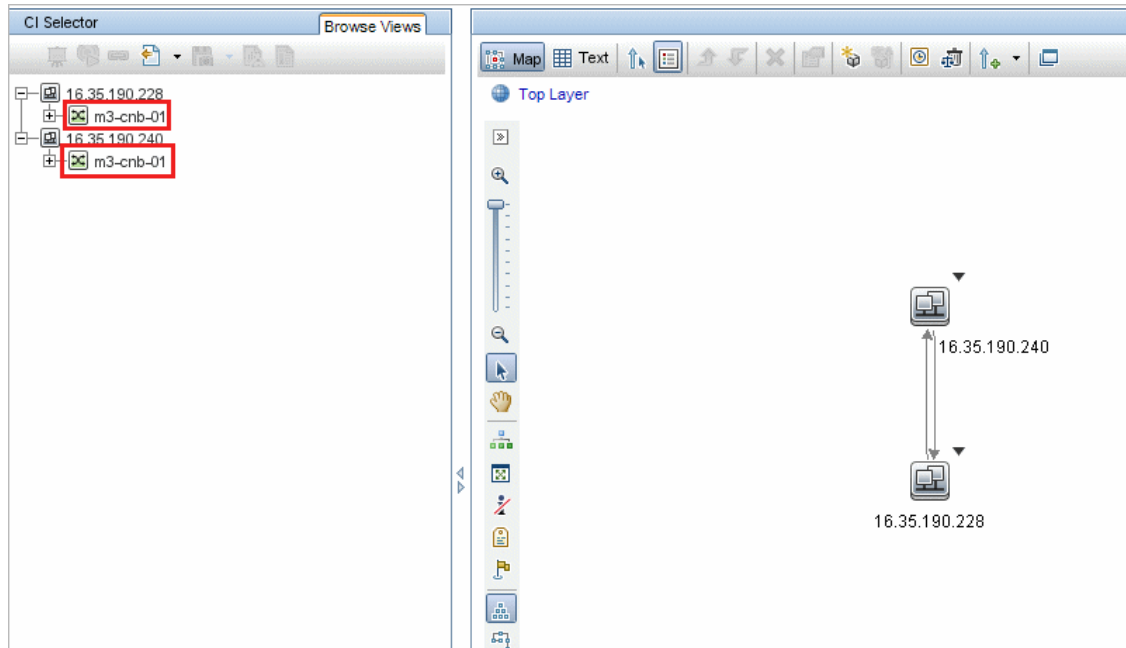 CI Selector
Browse Views
16.35.190.228
m3-cnb-01
16.35.190.240
m3-cnb-01
Map Text
Top Layer
16.35.190.240
16.35.190.228